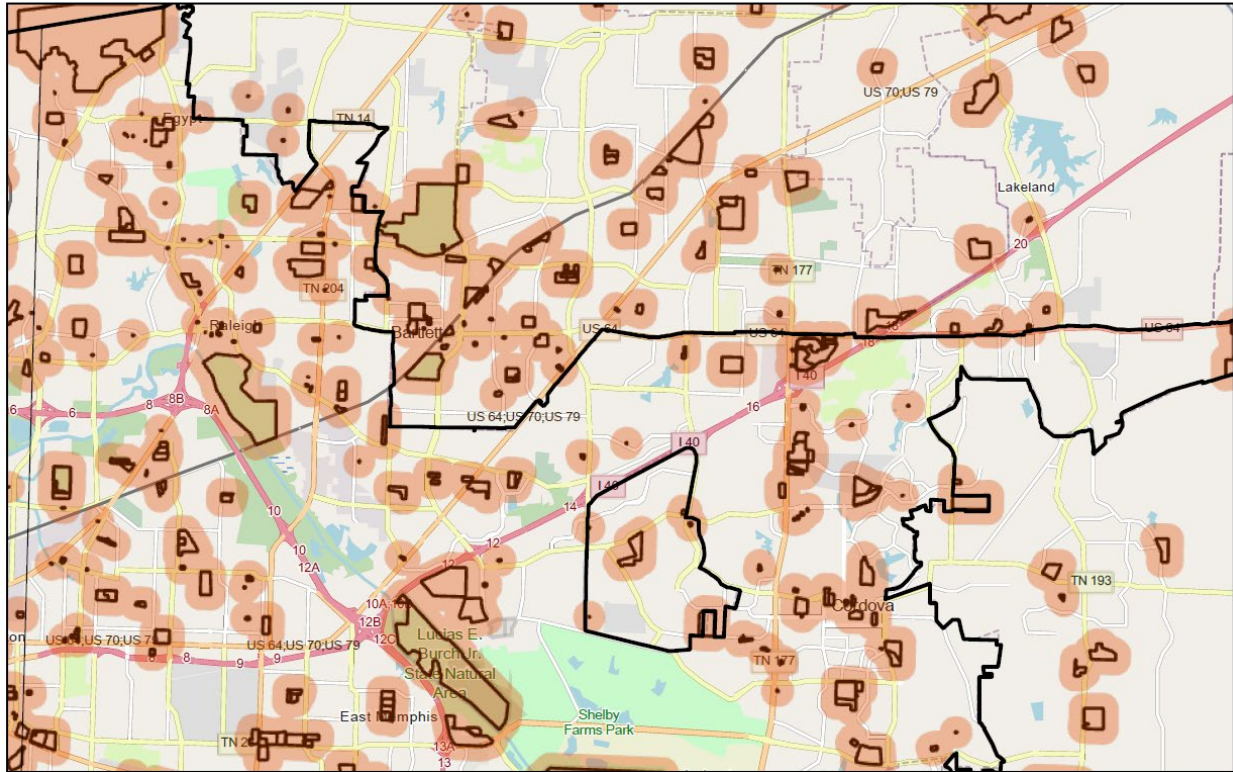 US 70;US 79
Egypt
TN 14
Lakeland
20
TN 177
TN 204
Raleigh
Bartlett
US 64
US 64
18
US 64
18
I 40
6
6
8
8B
8A
16
US 64;US 70;US 79
I 40
I 40
14
10
10
12A
12
12
TN 193
10A
12B
12C
Cordova
US 64;US 70;US 79
8
8
9
9
Lucius E.
Burch Jr.
State Natural
Area
TN 177
East Memphis
Shelby
Farms Park
13A
13